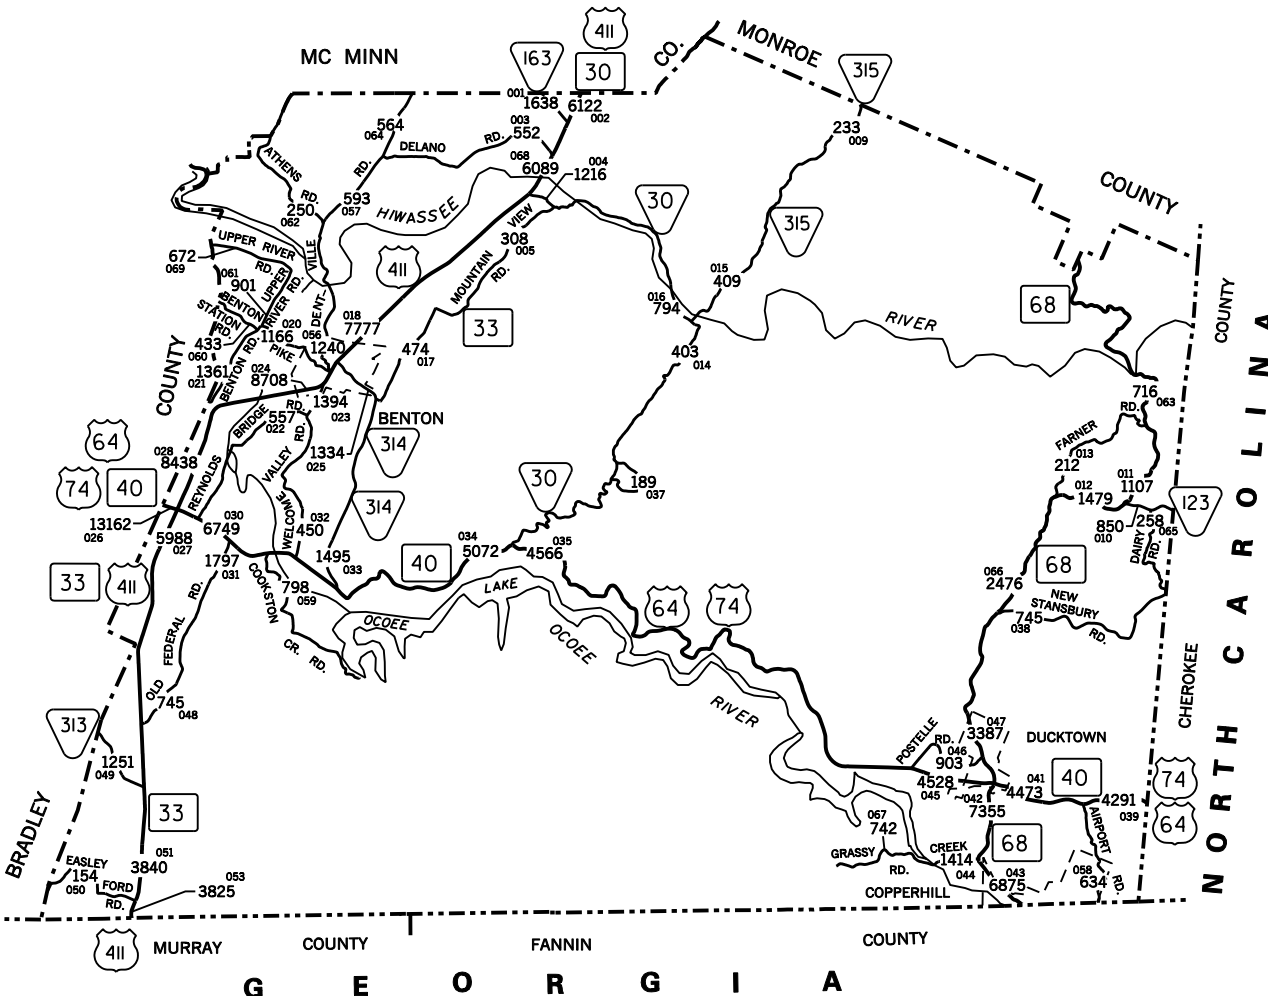 411
MC MINN
163
30
CO.
MONROE
315
001
1638
6122
002
233
009
564
064
003
552
DELANO RD.
068
6089
004
1216
ATHENS RD.
RD.
593
057
250
062
HIWASSEE
COUNTY
30
315
VIEW
308
005
UPPER RIVER RD.
672
069
VILLE
411
MOUNTAIN RD.
061
901
UPPER RIVER RD.
015
409
016
794
68
COUNTY
BENTON STATION RD.
DENT-
018
7777
33
RIVER
020
1166
056
1240
433
060
PIKE
474
017
403
014
1361
021
BENTON RD.
024
8708
COUNTY
716
063
RD.
1394
023
BENTON
557
022
BRIDGE RD.
FARNER RD.
013
212
64
028
8438
VALLEY RD.
1334
025
314
74
40
REYNOLDS
30
189
037
012
1479
011
1107
123
13162
026
5988
027
030
6749
WELCOME
032
450
314
850
010
258
065
DAIRY RD.
1797
031
1495
033
40
034
5072
035
4566
68
33
411
COOKSTON CR. RD.
798
059
LAKE
OCOEE
64
74
066
2476
NEW STANSBURY RD.
745
038
FEDERAL RD.
OLD
745
048
OCOEE
RIVER
CHEROKEE
NORTH CAROLINA
313
1251
049
POSTELLE RD.
047
3387
DUCKTOWN
046
903
4528
045
042
7355
041
4473
40
4291
039
74
64
33
BRADLEY
067
742
68
AIRPORT RD.
EASLEY FORD RD.
154
050
051
3840
053
3825
GRASSY CREEK RD.
1414
044
043
6875
058
634
COPPERHILL
411
MURRAY
COUNTY
FANNIN
COUNTY
GEORGIA